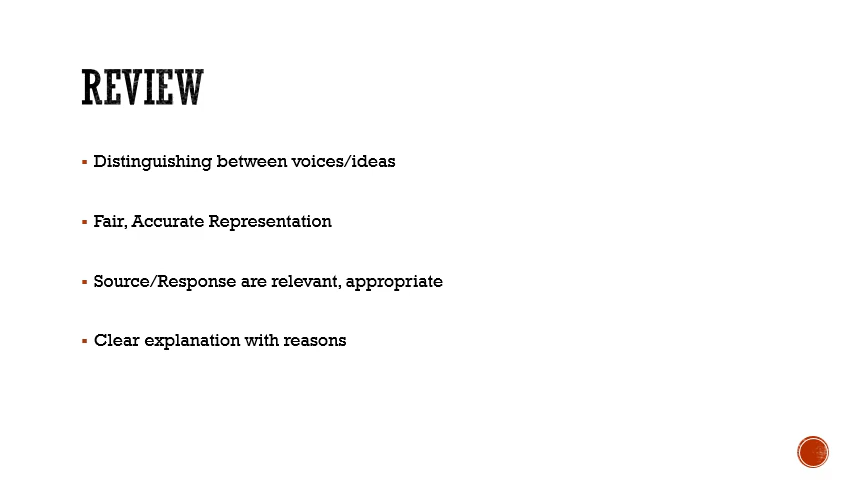 REVIEW
▪ Distinguishing between voices/ideas
▪ Fair, Accurate Representation
▪ Source/Response are relevant, appropriate
▪ Clear explanation with reasons